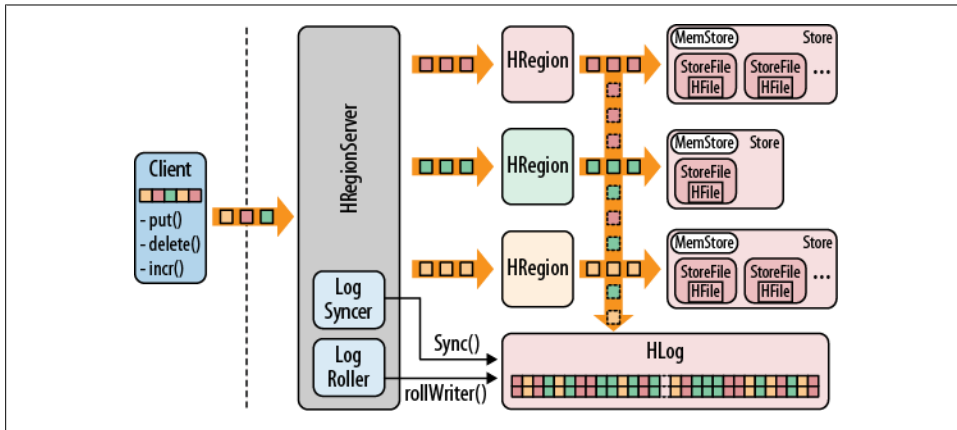 Client
- put()
- delete()
- incr()
HRegionServer
Log
Syncer
Log
Roller
HRegion
MemStore
Store
StoreFile
HFile
StoreFile
HFile
...
HRegion
MemStore
Store
StoreFile
HFile
HRegion
MemStore
Store
StoreFile
HFile
StoreFile
HFile
...
Sync()
rollWriter()
HLog